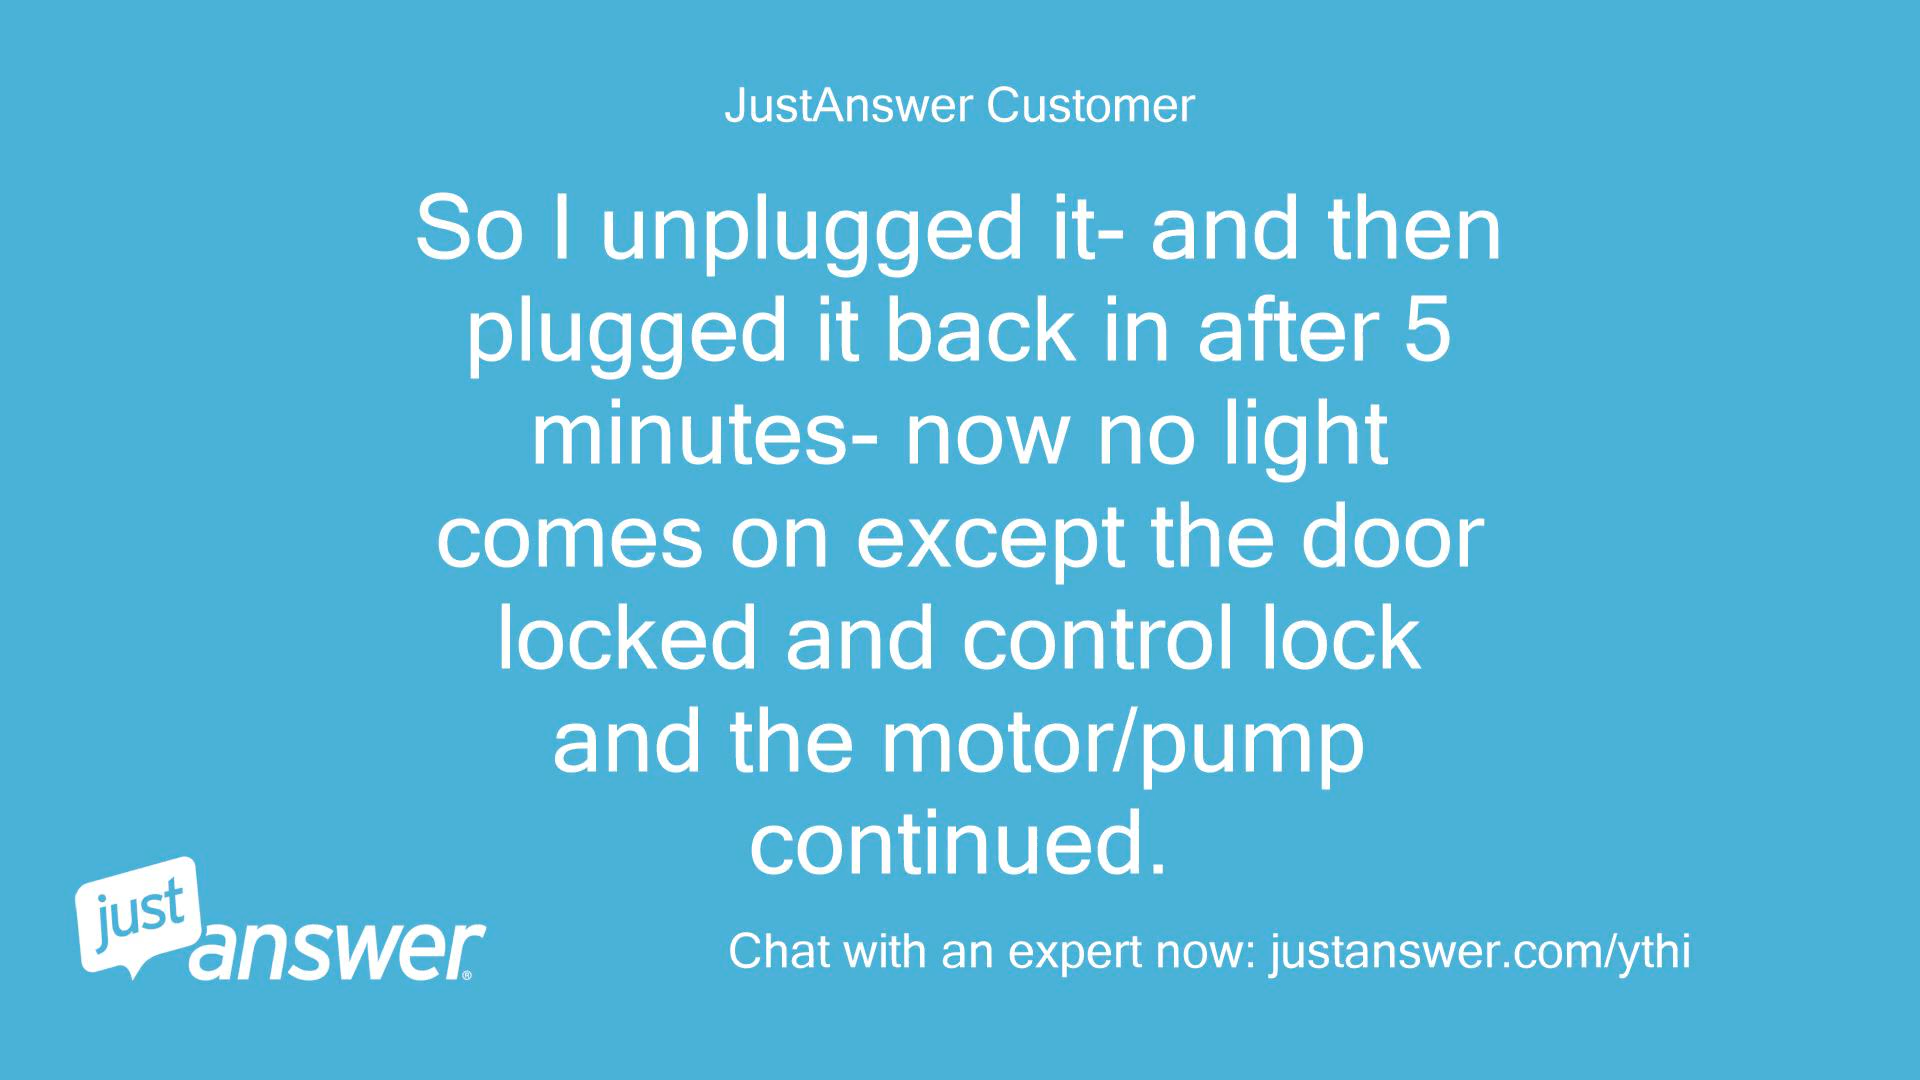 JustAnswer Customer
So I unplugged it- and then
plugged it back in after 5
minutes- now no light
comes on except the door
locked and control lock
and the motor/pump
continued.
just
answer®
Chat with an expert now: justanswer.com/ythi